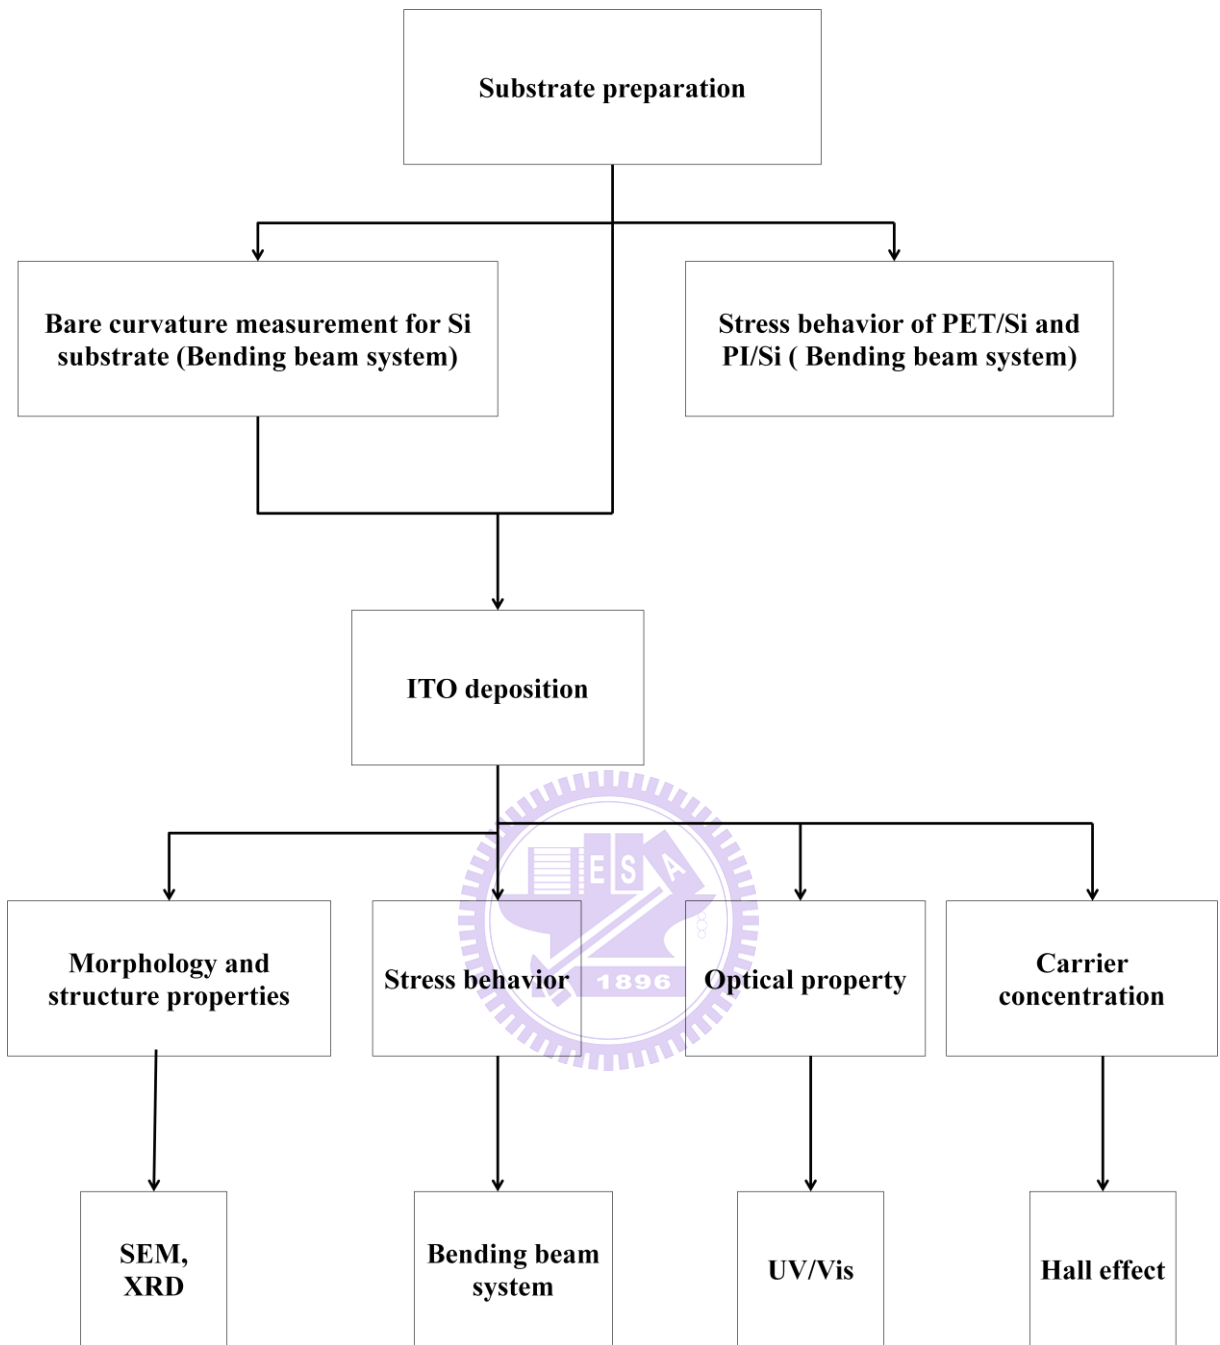 Substrate preparation
Bare curvature measurement for Si
substrate (Bending beam system)
Stress behavior of PET/Si and
PI/Si ( Bending beam system)
ITO deposition
E S A
1896
Morphology and
structure properties
Stress behavior
Optical property
Carrier
concentration
SEM,
XRD
Bending beam
system
UV/Vis
Hall effect